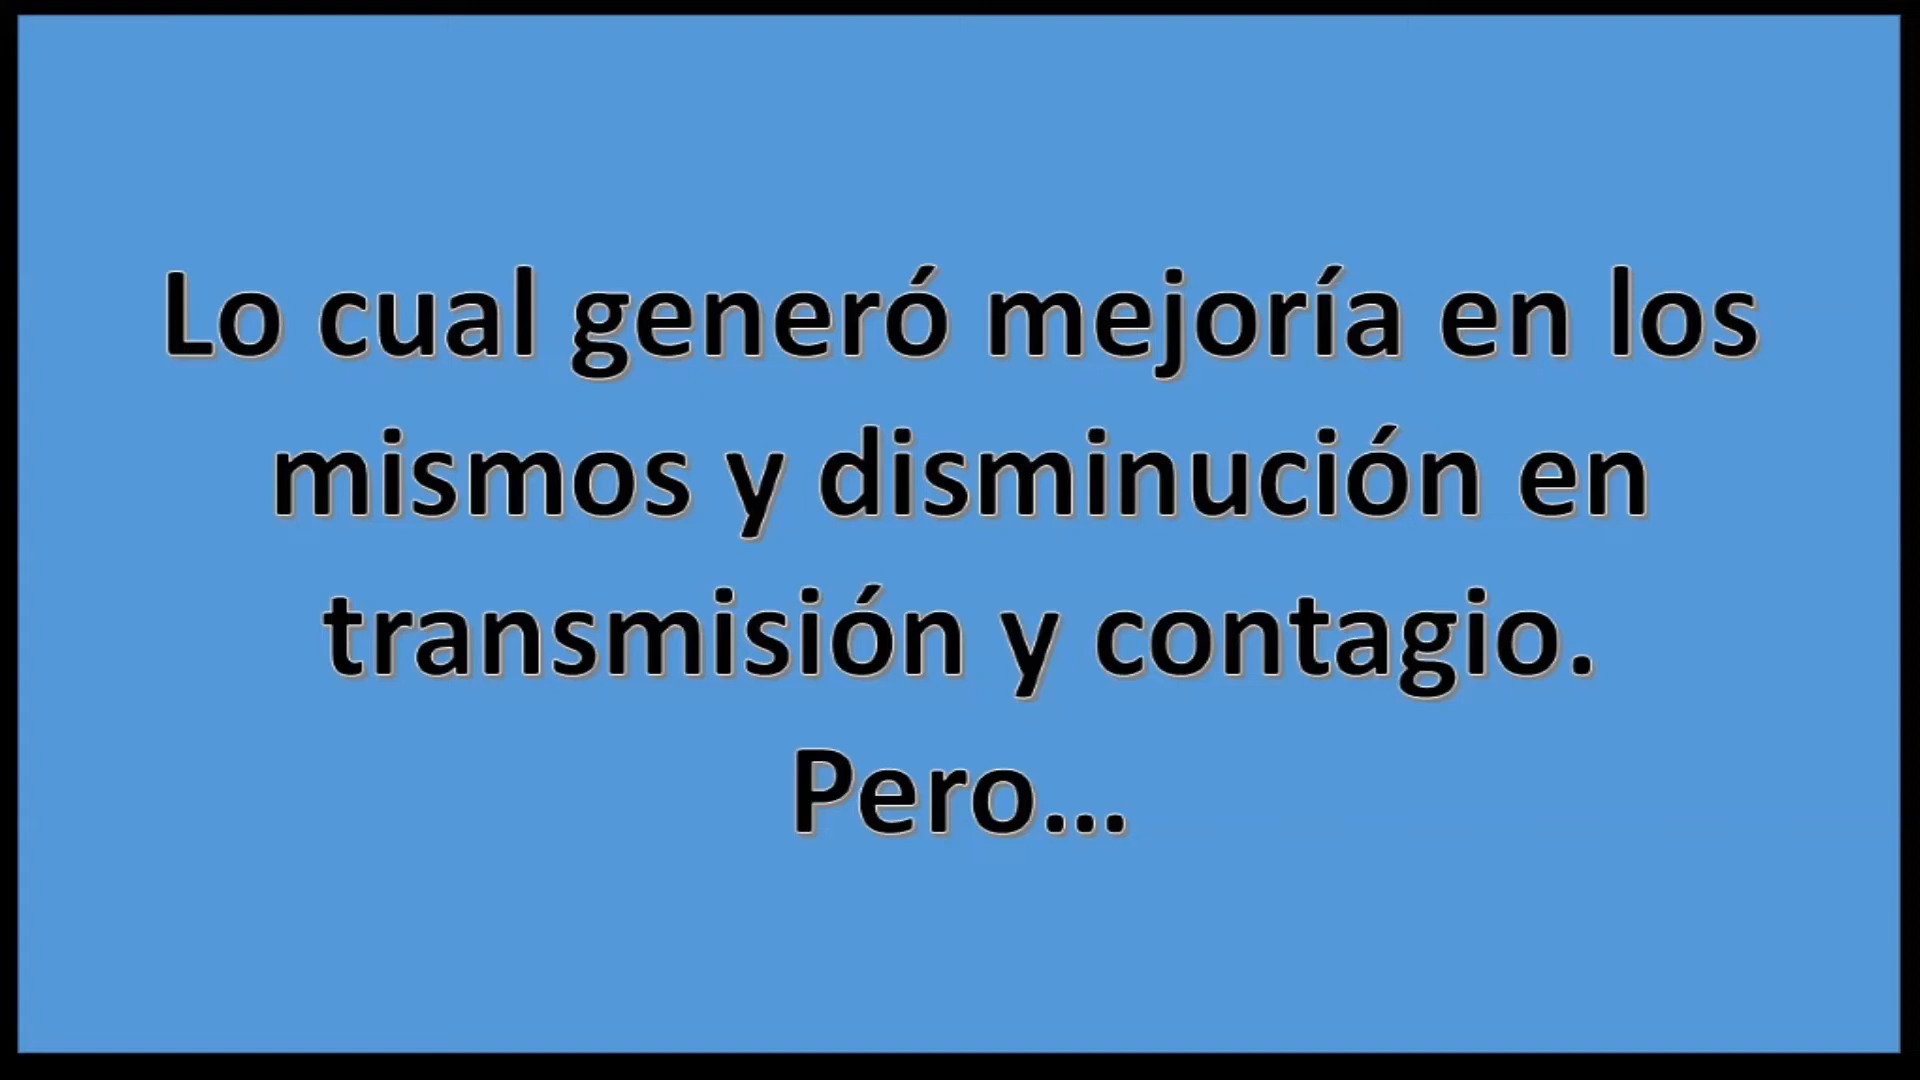 Lo cual generó mejoría en los
mismos y disminución en
transmisión y contagio.
Pero...